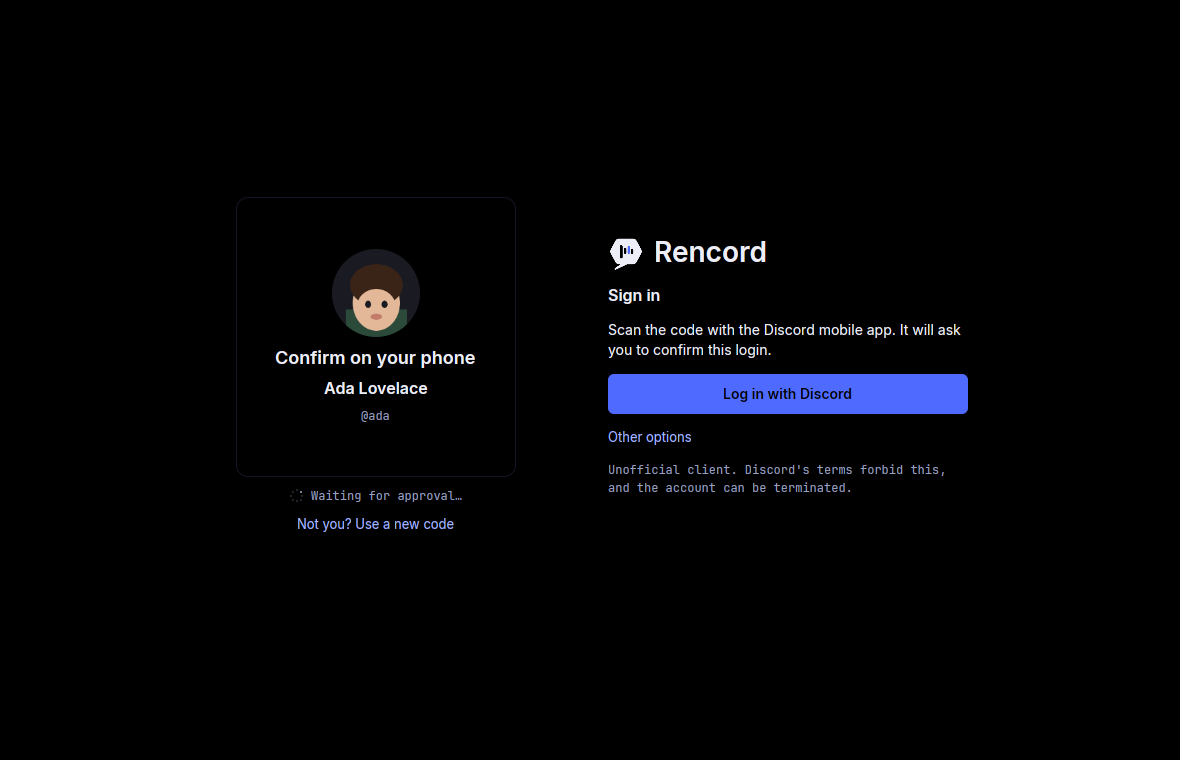 Confirm on your phone
Ada Lovelace
@ada
Waiting for approval…
Not you? Use a new code
Rencord
Sign in
Scan the code with the Discord mobile app. It will ask
you to confirm this login.
Log in with Discord
Other options
Unofficial client. Discord's terms forbid this,
and the account can be terminated.